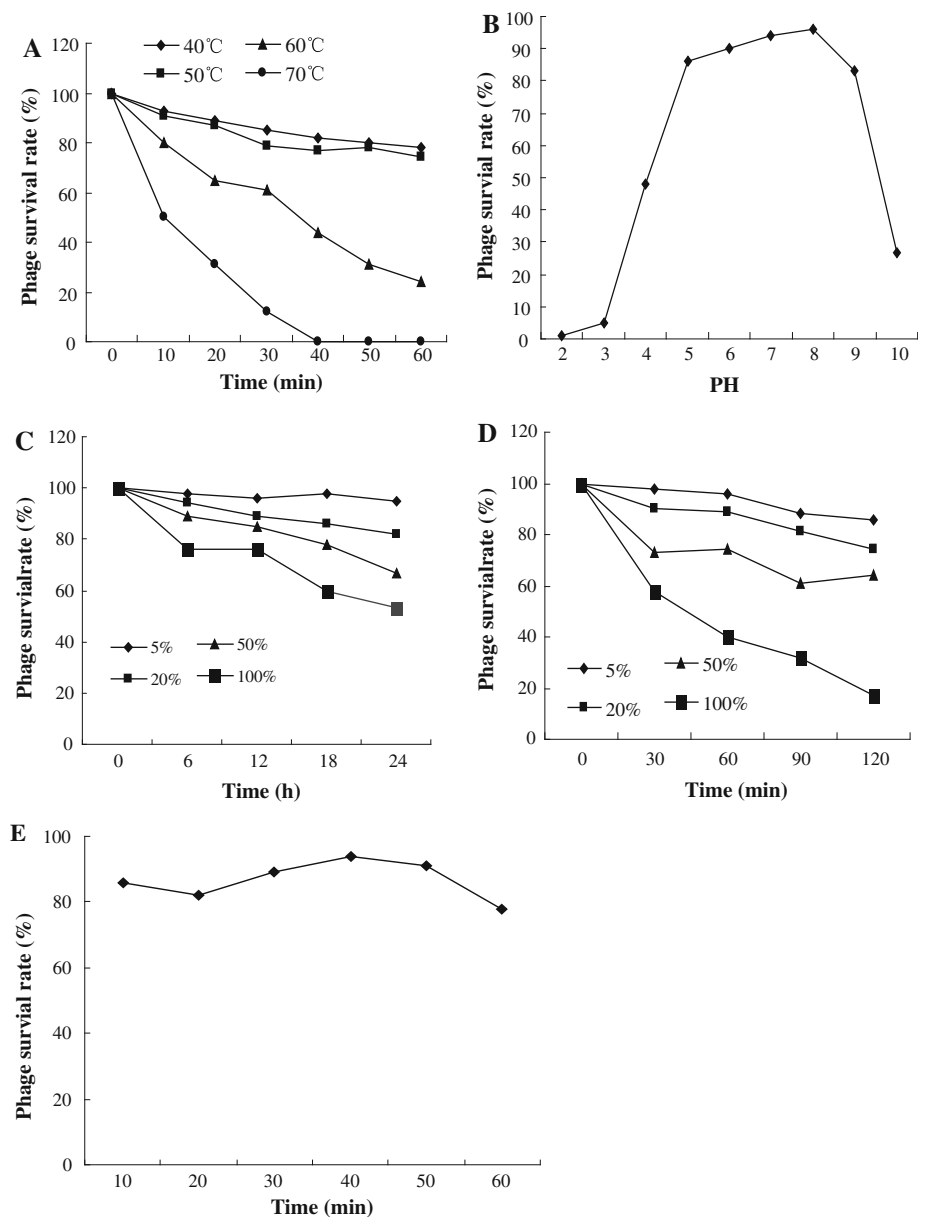 A
40℃ 60℃
50℃ 70℃
Phage survival rate (%)
120
100
80
60
40
20
0
0 10 20 30 40 50 60
Time (min)
B
Phage survial rate (%)
100
90
80
70
60
50
40
30
20
10
0
2 3 4 5 6 7 8 9 10
PH
C
Phage survialrate (%)
120
100
80
60
40
20
0
5% 50%
20% 100%
0 6 12 18 24
Time (h)
D
Phage survialrate (%)
120
100
80
60
40
20
0
5% 50%
20% 100%
0 30 60 90 120
Time (min)
E
Phage survial rate (%)
100
80
60
40
20
0
10 20 30 40 50 60
Time (min)